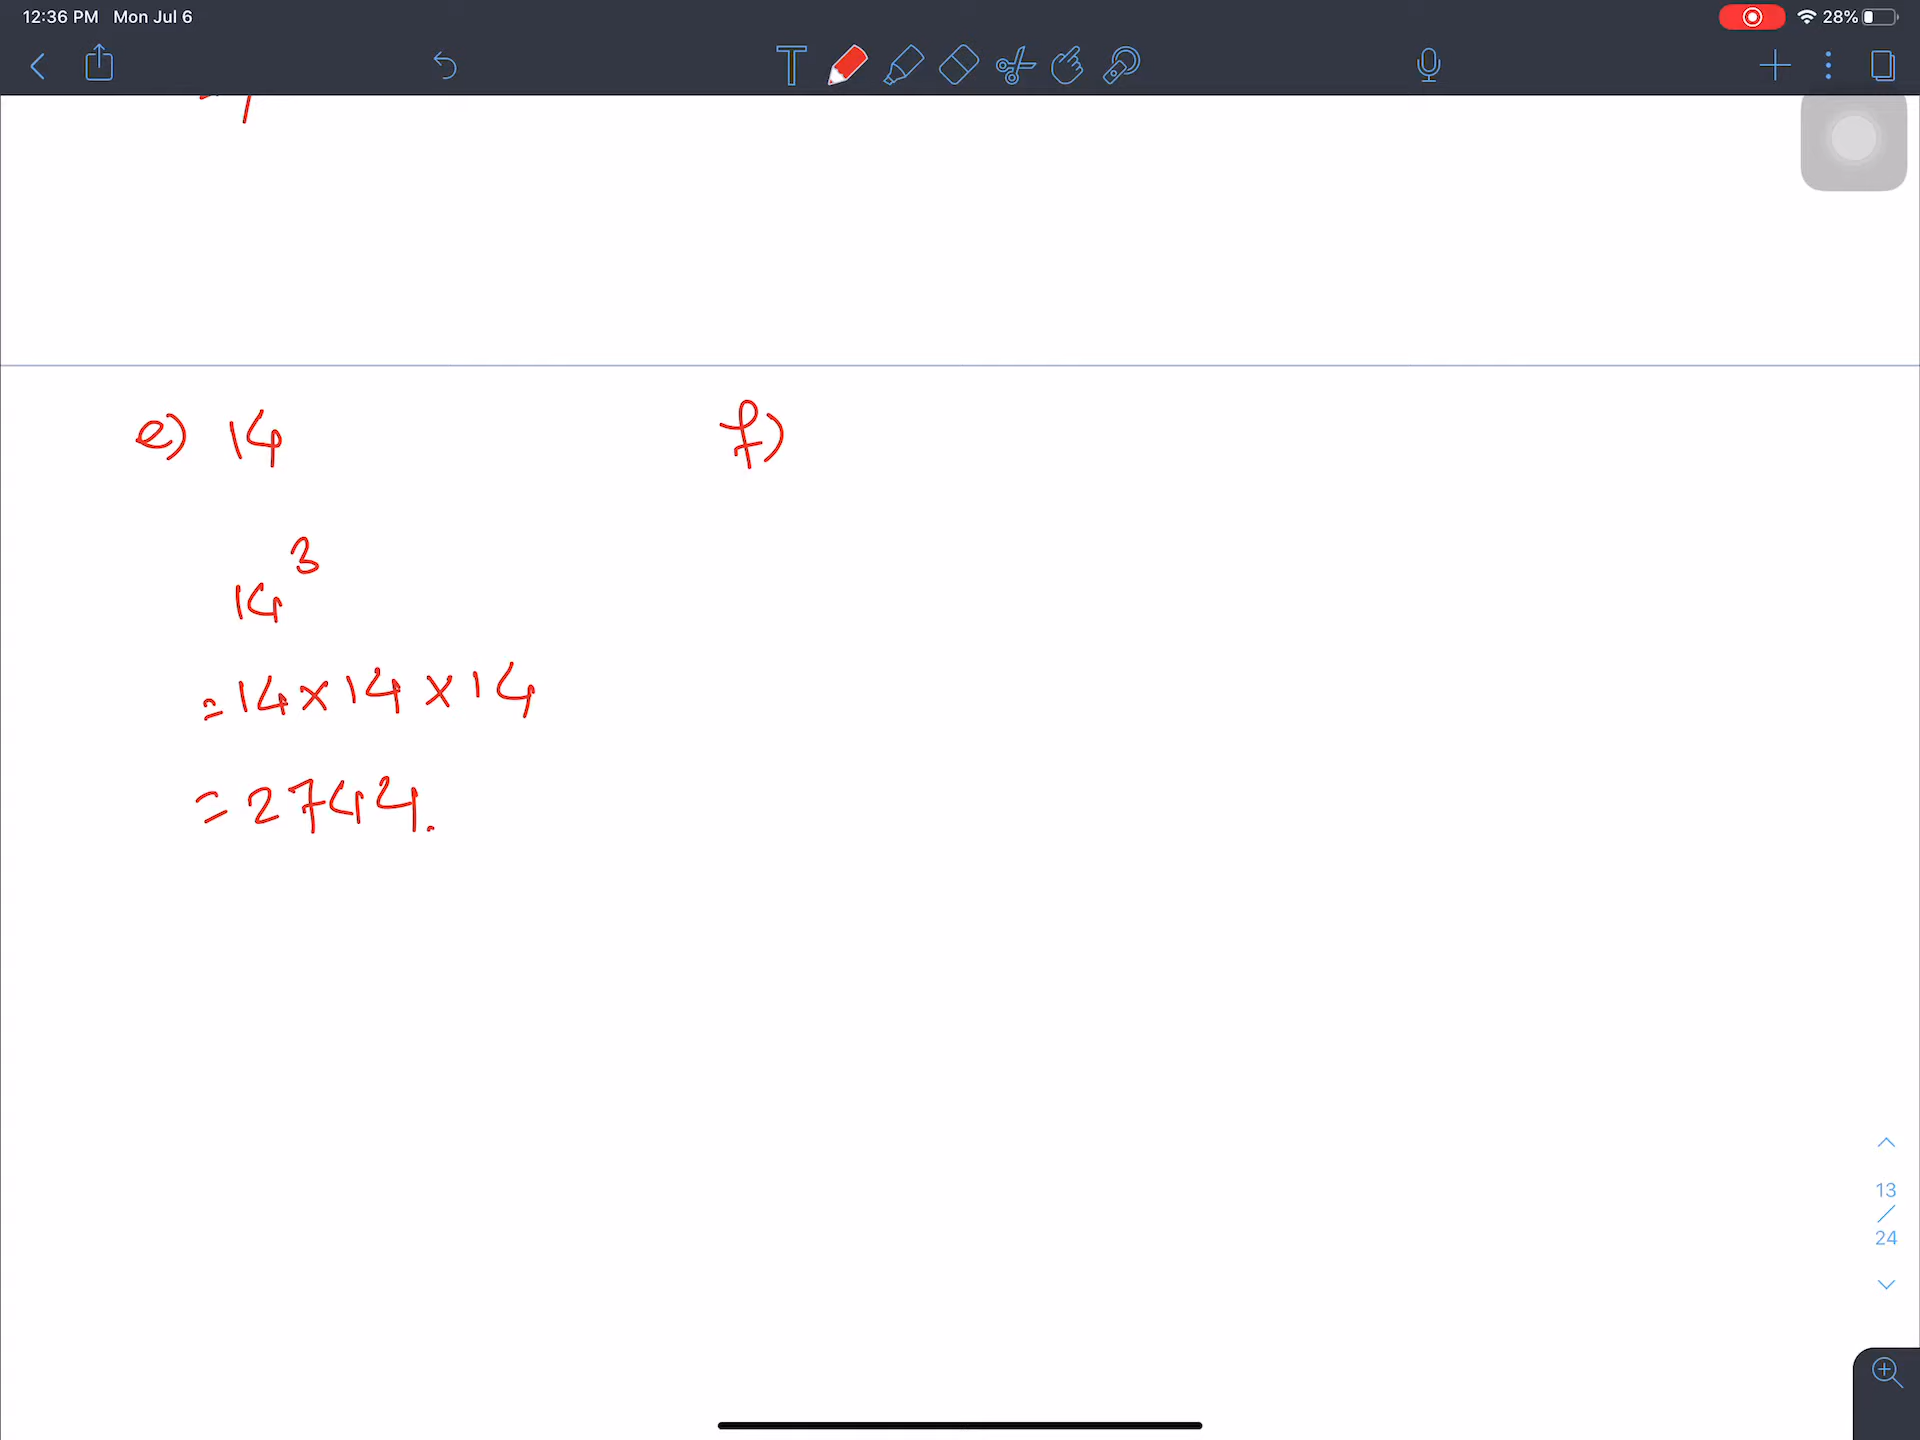 12:36 PM Mon Jul 6
28%
T
e) 14
f)
14³
= 14 × 14 × 14
= 2744.
13
/
24